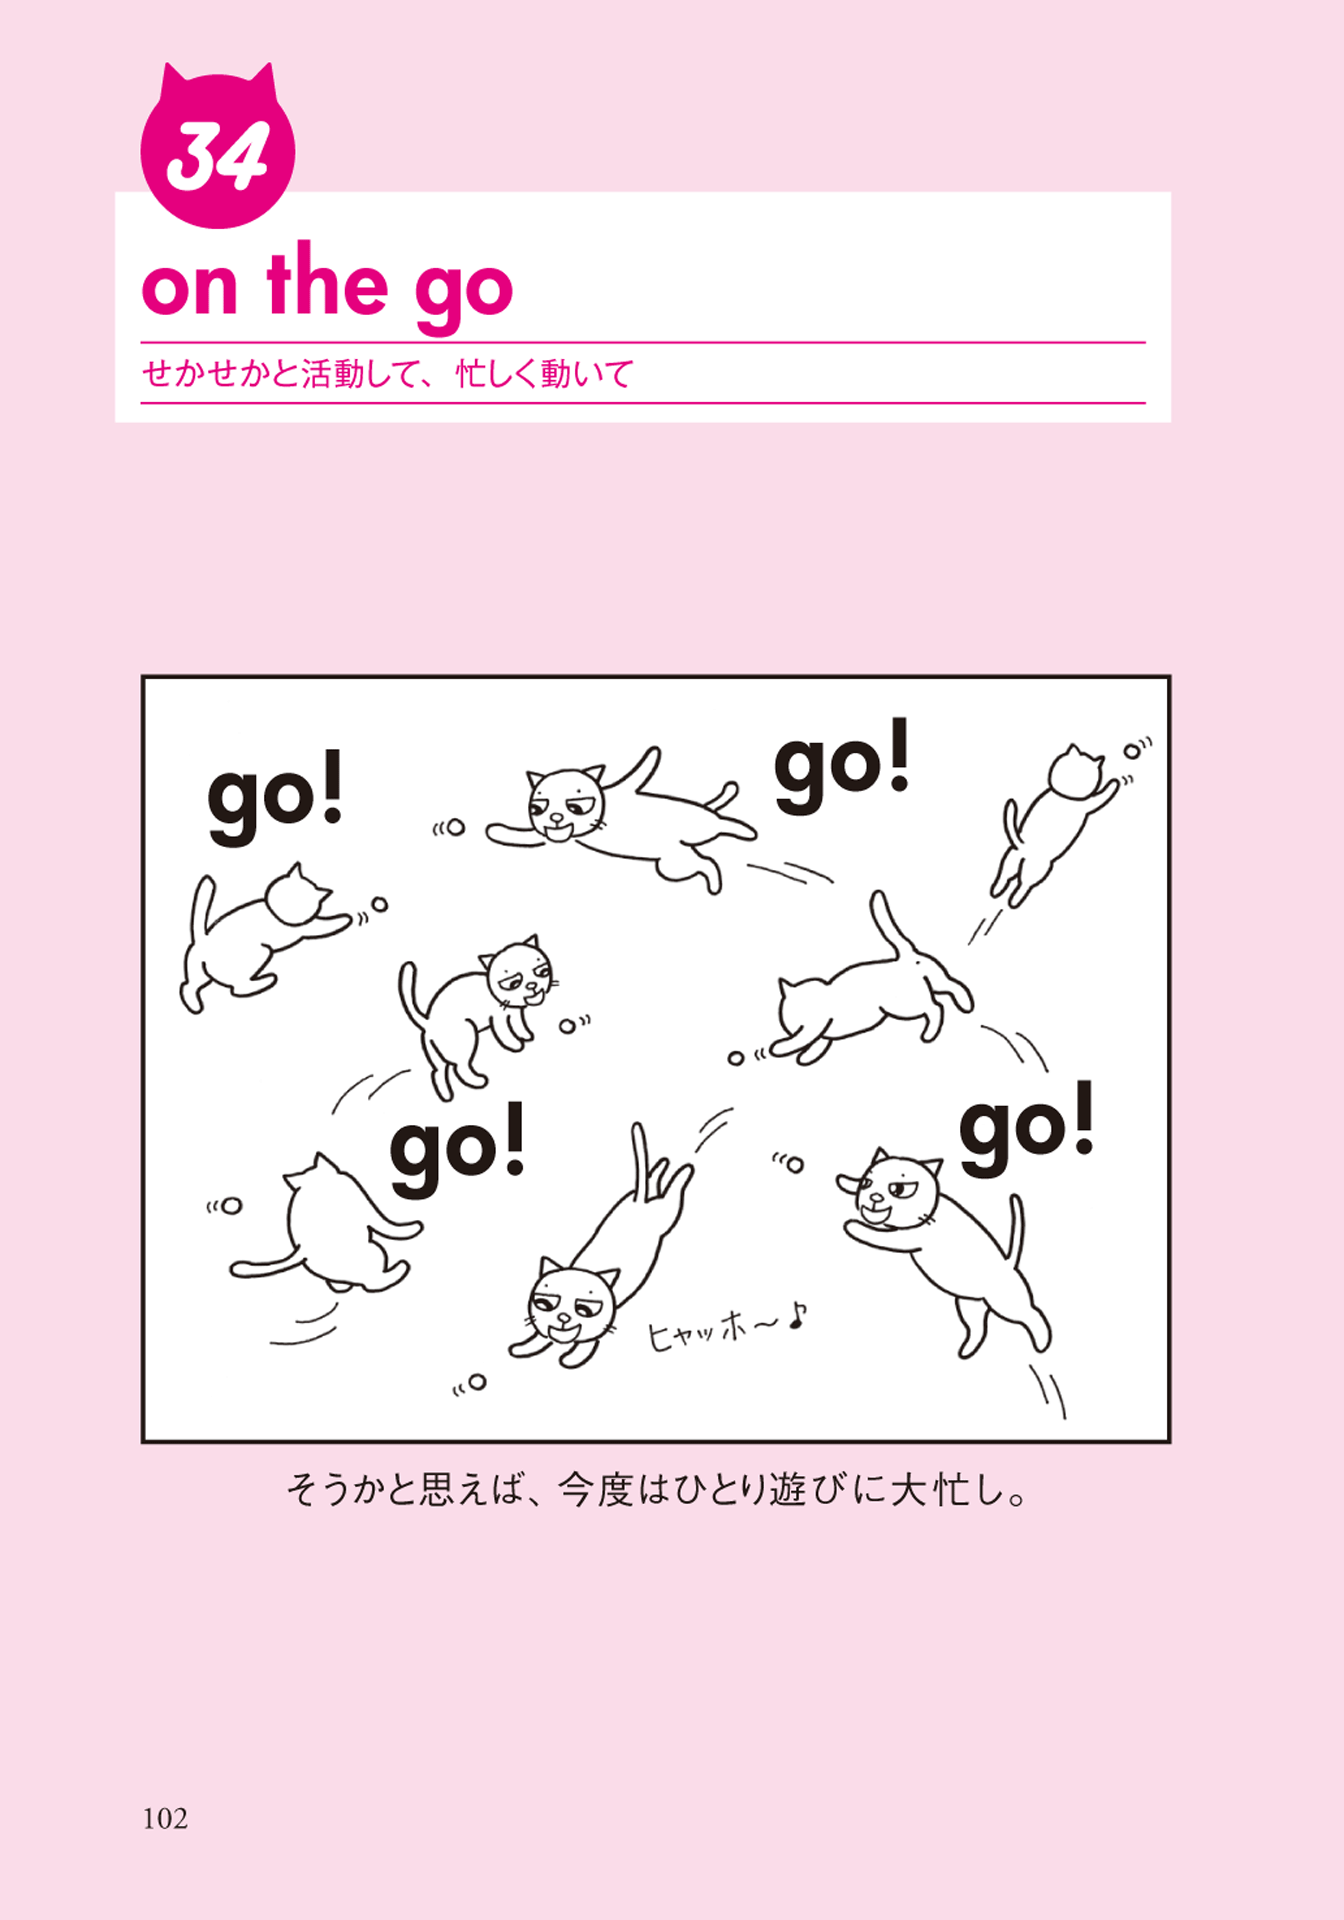 34
on the go
せかせかと活動して、忙しく動いて
go!
go!
go!
go!
ヒャッホ〜♪
そうかと思えば、今度はひとり遊びに大忙し。
102